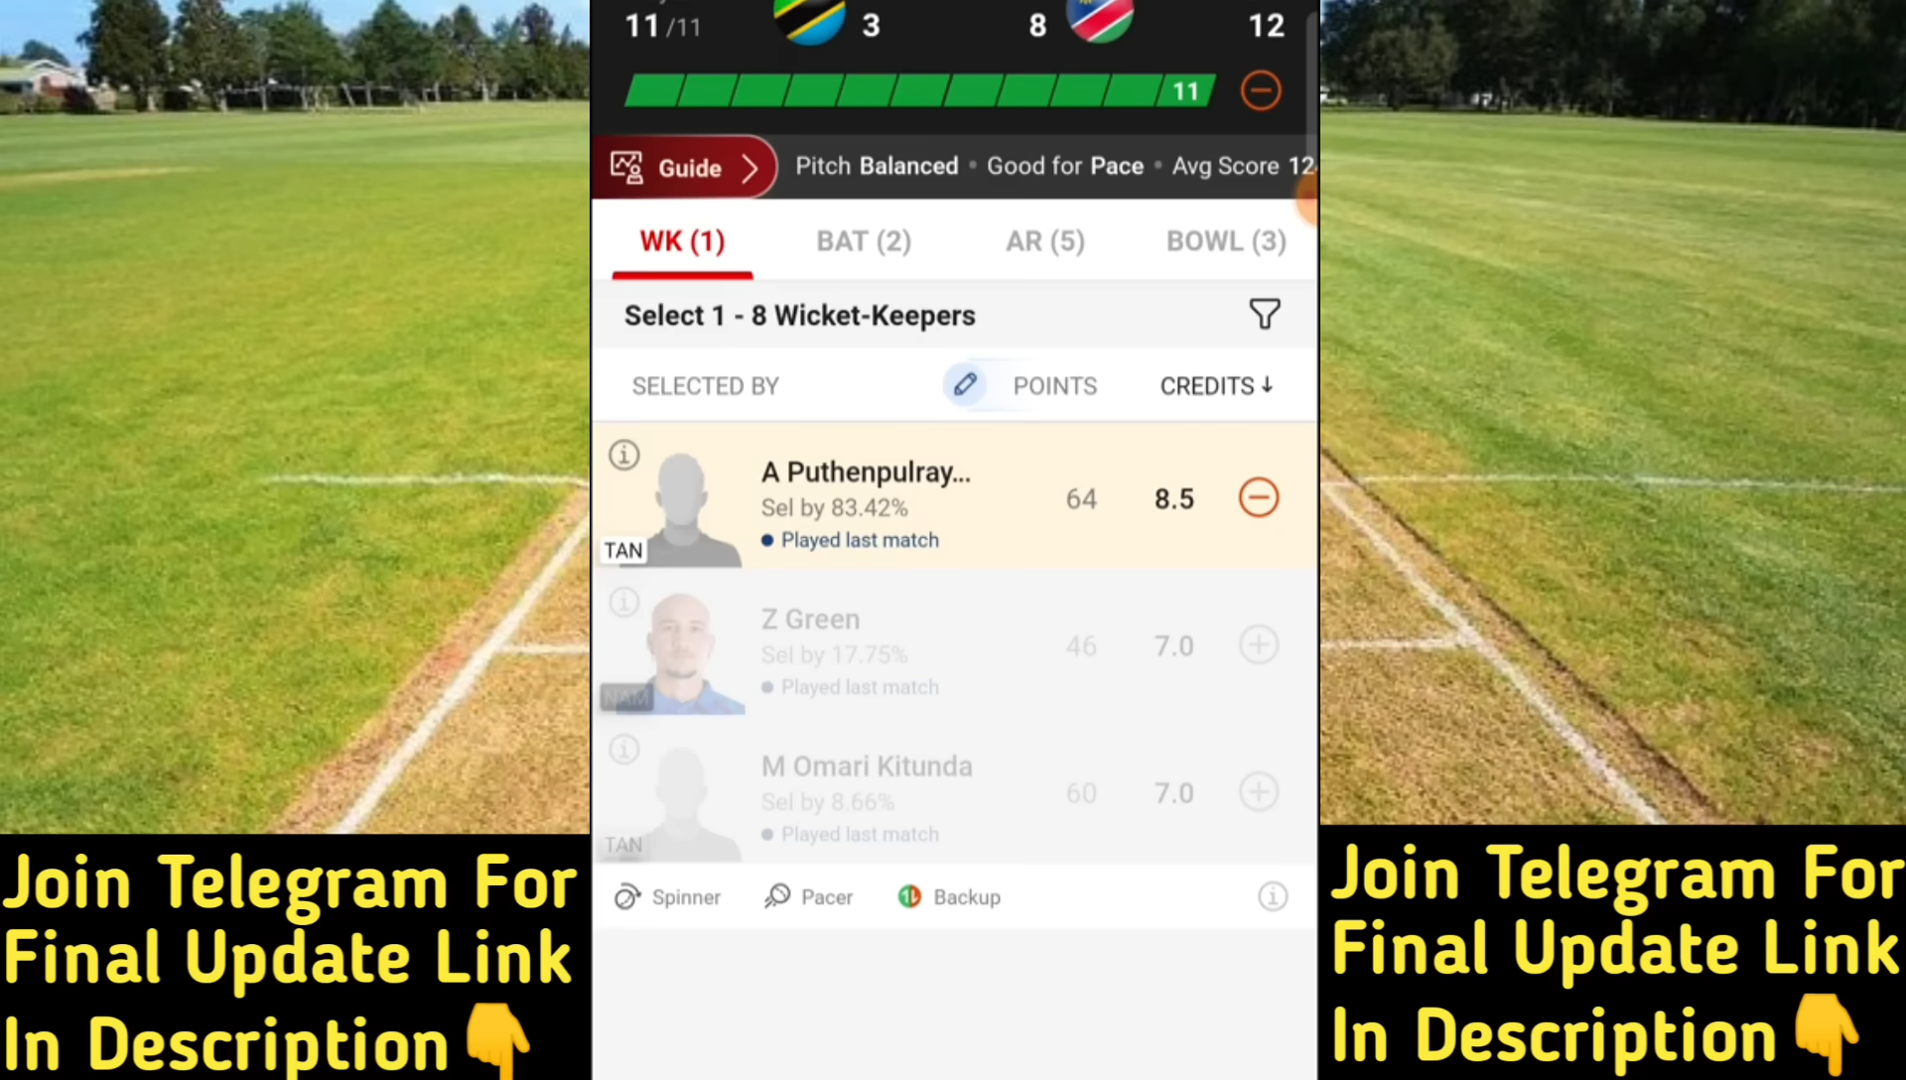 11/11 3 8 12
11
Guide Pitch Balanced • Good for Pace • Avg Score
WK (1) BAT (2) AR (5) BOWL (3)
Select 1 - 8 Wicket-Keepers
SELECTED BY POINTS CREDITS ↓
A Puthenpulray...
Sel by 83.42% 64 8.5
Played last match
TAN
Z Green
Sel by 17.75% 46 7.0
Played last match
NAM
M Omari Kitunda
Sel by 8.66% 60 7.0
Played last match
TAN
Spinner Pacer Backup
Join Telegram For
Final Update Link
In Description👇
Join Telegram For
Final Update Link
In Description👇